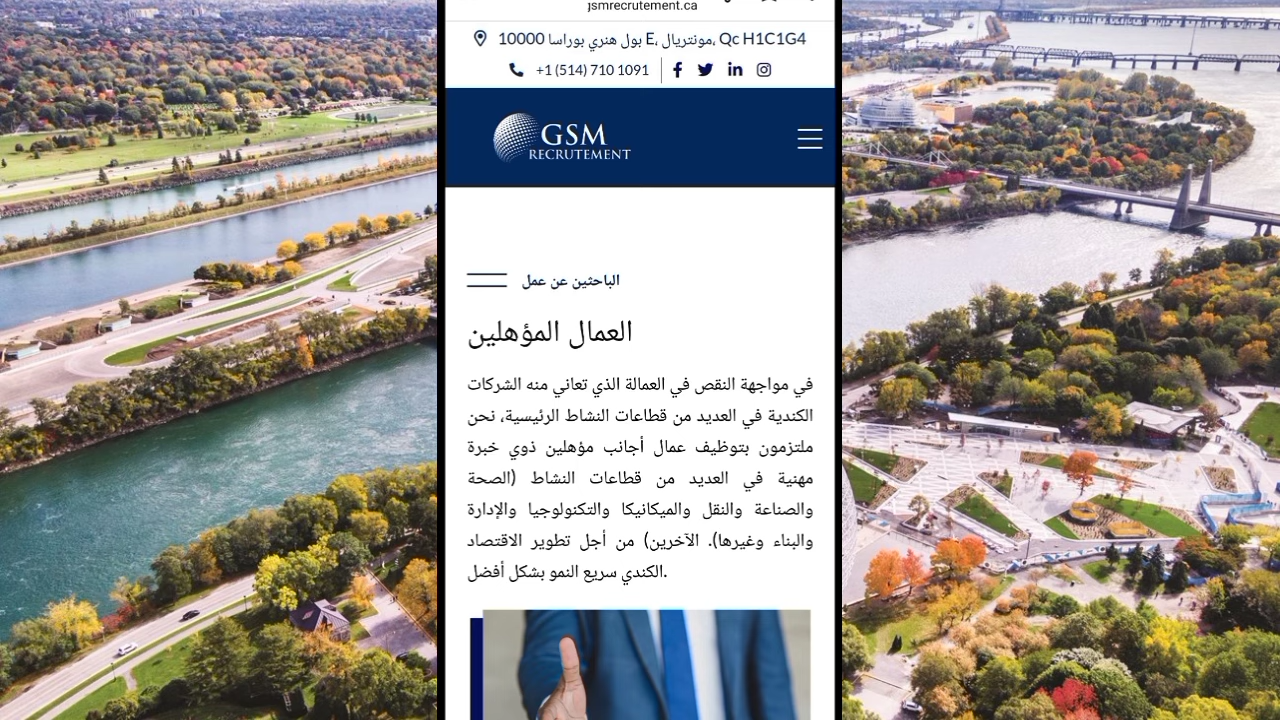 jsmrecrutement.ca
10000 بول هنري بوراسا E، مونتريال، Qc H1C1G4
+1 (514) 710 1091
GSM
RECRUTEMENT
الباحثين عن عمل
العمال المؤهلين
في مواجهة النقص في العمالة الذي تعاني منه الشركات
الكندية في العديد من قطاعات النشاط الرئيسية، نحن
ملتزمون بتوظيف عمال أجانب مؤهلين ذوي خبرة
مهنية في العديد من قطاعات النشاط (الصحة
والصناعة والنقل والميكانيكا والتكنولوجيا والإدارة
والبناء وغيرها). الآخرين) من أجل تطوير الاقتصاد
الكندي سريع النمو بشكل أفضل.